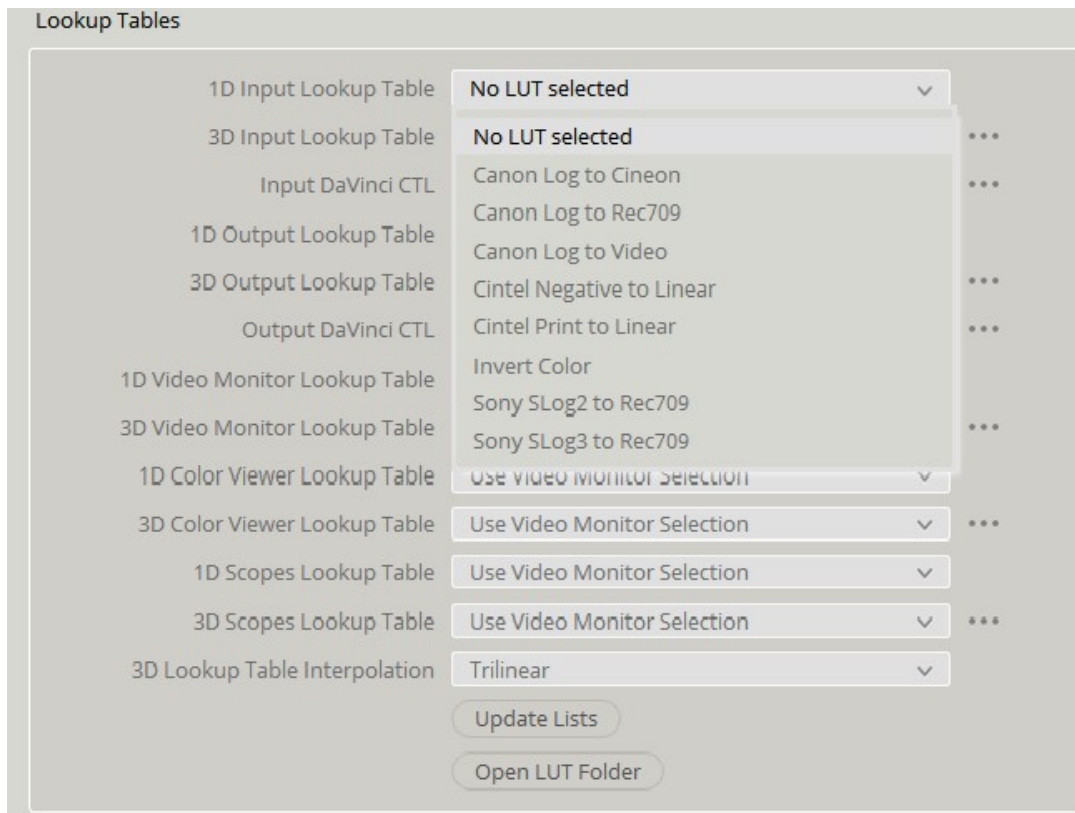 Lookup Tables
1D Input Lookup Table No LUT selected
3D Input Lookup Table No LUT selected
Input DaVinci CTL Canon Log to Cineon
Canon Log to Rec709
1D Output Lookup Table Canon Log to Video
3D Output Lookup Table Cintel Negative to Linear
Output DaVinci CTL Cintel Print to Linear
Invert Color
1D Video Monitor Lookup Table Sony SLog2 to Rec709
3D Video Monitor Lookup Table Sony SLog3 to Rec709
1D Color Viewer Lookup Table Use Video Monitor Selection
3D Color Viewer Lookup Table Use Video Monitor Selection
1D Scopes Lookup Table Use Video Monitor Selection
3D Scopes Lookup Table Use Video Monitor Selection
3D Lookup Table Interpolation Trilinear
Update Lists
Open LUT Folder